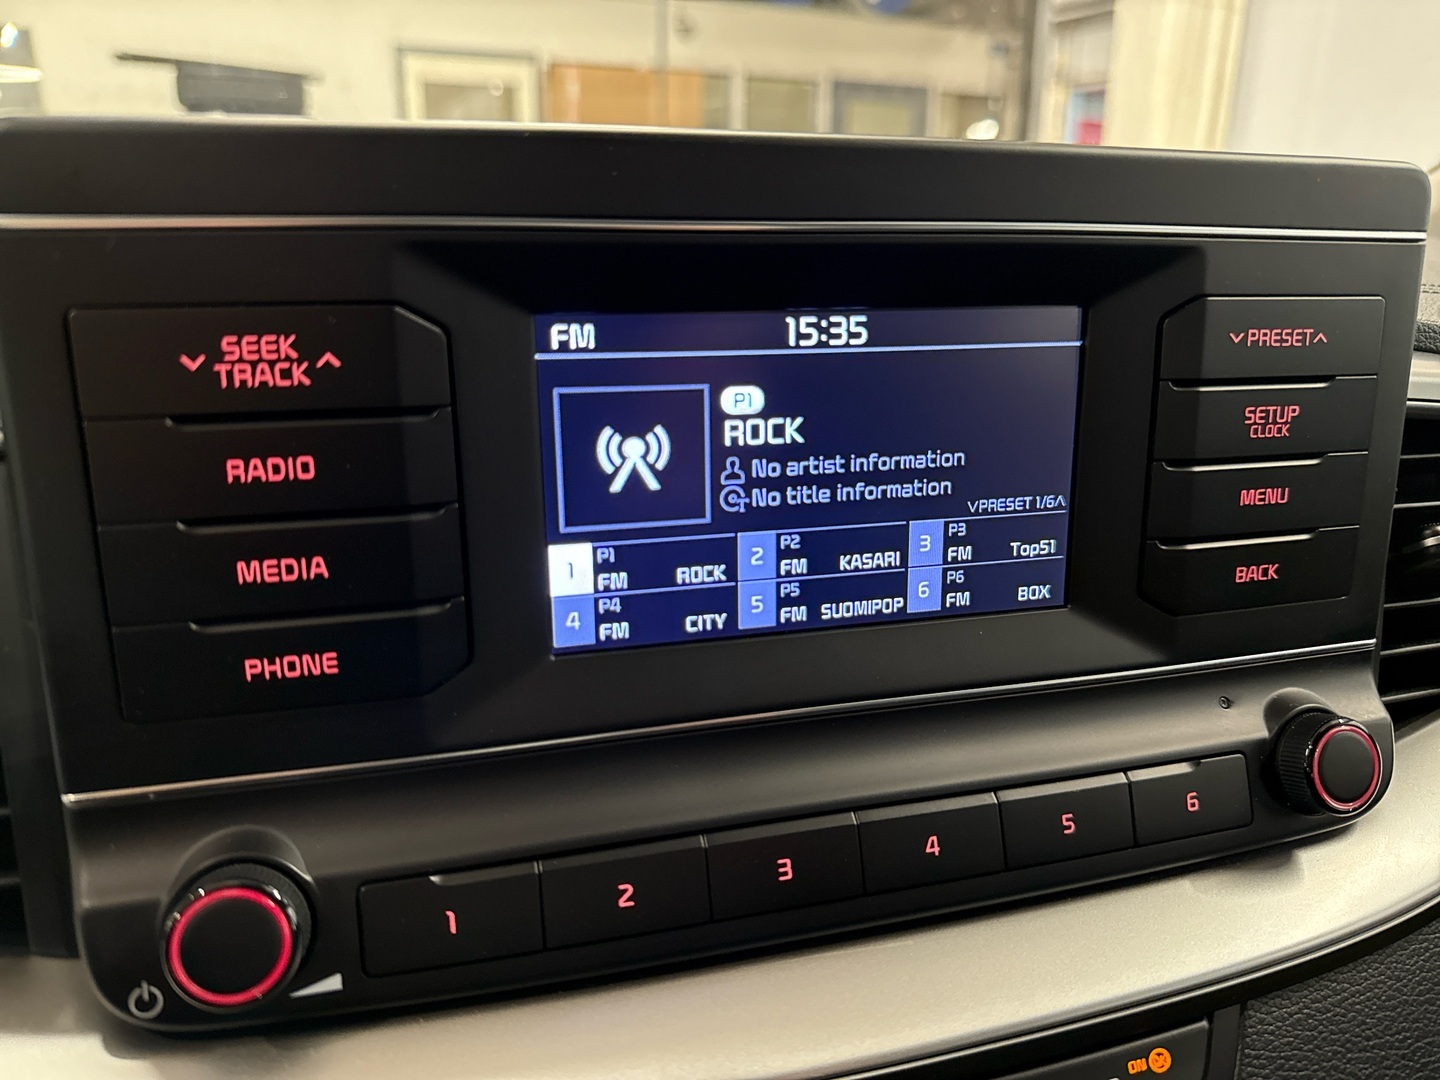 FM 15:35
P1
ROCK
No artist information
No title information
PRESET 1/6
1 P1 FM ROCK
2 P2 FM KASARI
3 P3 FM Top51
4 P4 FM CITY
5 P5 FM SUOMIPOP
6 P6 FM BOX
SEEK
TRACK
RADIO
MEDIA
PHONE
PRESET
SETUP
CLOCK
MENU
BACK
1 2 3 4 5 6
ON